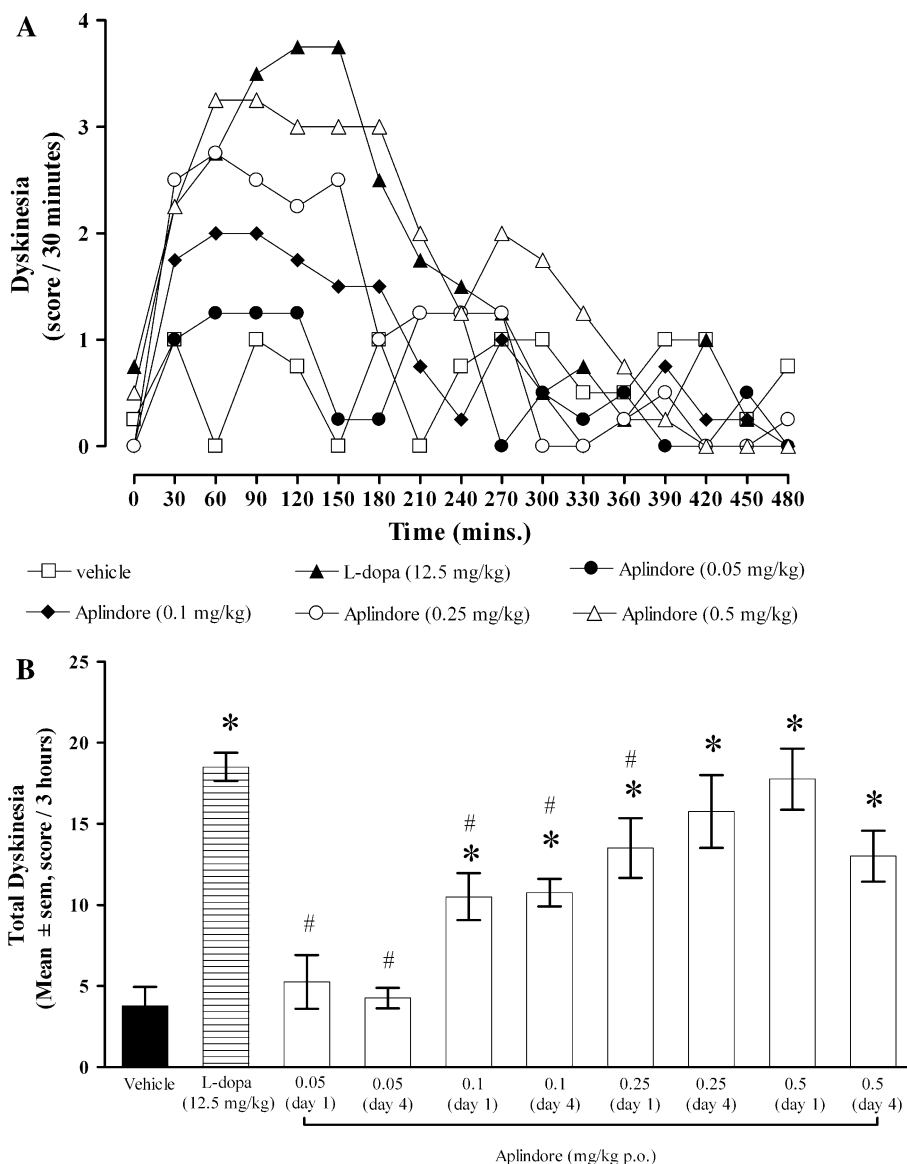 A
4
3
2
1
0
Dyskinesia
(score / 30 minutes)
0 30 60 90 120 150 180 210 240 270 300 330 360 390 420 450 480
Time (mins.)
vehicle
L-dopa (12.5 mg/kg)
Aplindore (0.05 mg/kg)
Aplindore (0.1 mg/kg)
Aplindore (0.25 mg/kg)
Aplindore (0.5 mg/kg)
B
25
20
15
10
5
0
Total Dyskinesia
(Mean ± sem, score / 3 hours)
*
#
#
# *
# *
# *
*
*
*
Vehicle
L-dopa
(12.5 mg/kg)
0.05
(day 1)
0.05
(day 4)
0.1
(day 1)
0.1
(day 4)
0.25
(day 1)
0.25
(day 4)
0.5
(day 1)
0.5
(day 4)
Aplindore (mg/kg p.o.)